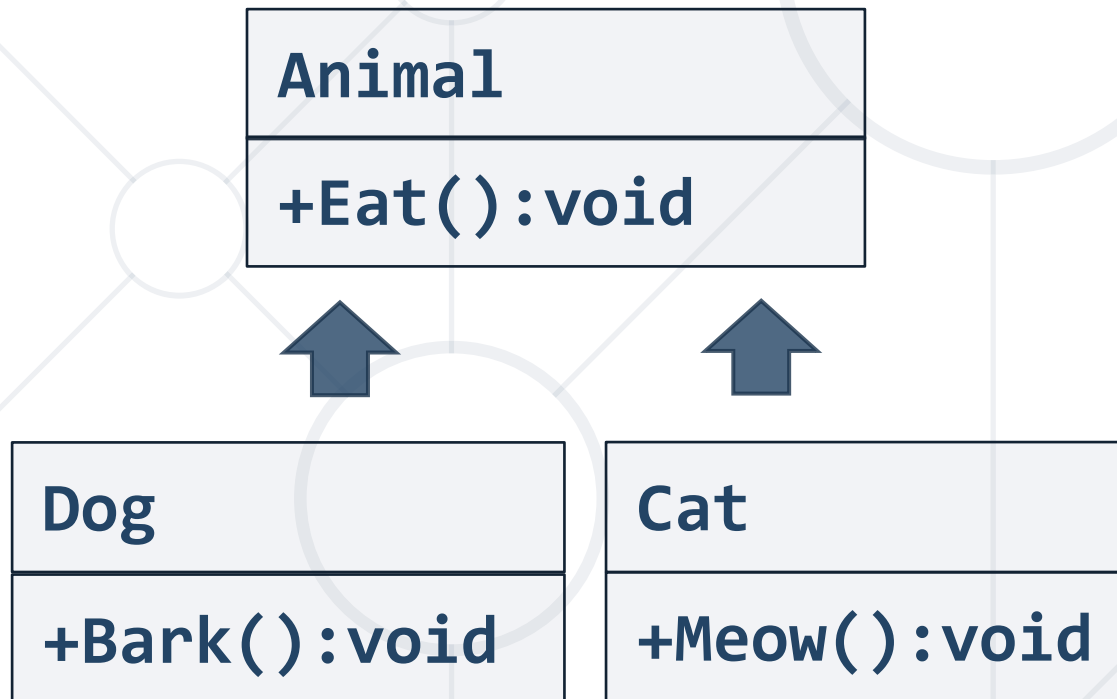 Animal
+Eat():void
Dog
+Bark():void
Cat
+Meow():void